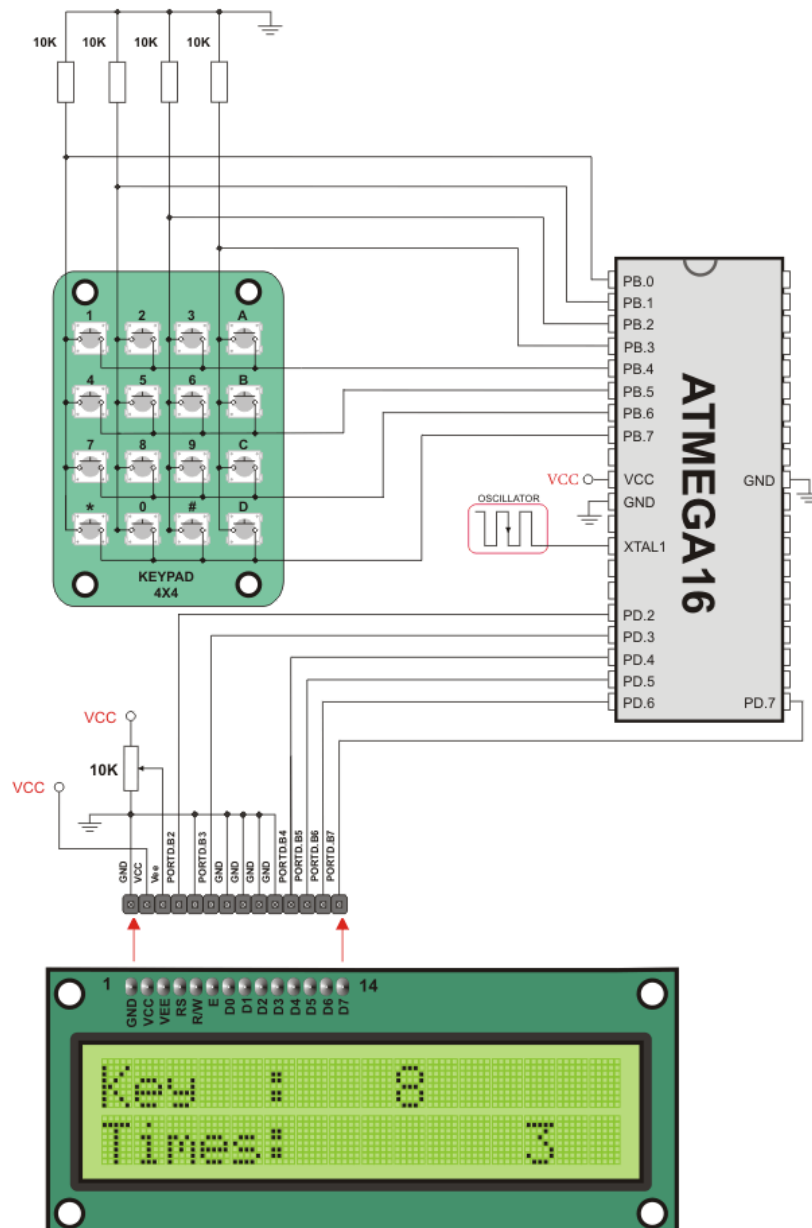 10K 10K 10K 10K
1 2 3 A
4 5 6 B
7 8 9 C
* 0 # D
KEYPAD
4X4
PB.0
PB.1
PB.2
PB.3
PB.4
PB.5
PB.6
PB.7
VCC VCC
GND
OSCILLATOR
XTAL1
PD.2
PD.3
PD.4
PD.5
PD.6
ATMEGA16
GND
PD.7
VCC
10K
VCC
GND
VCC
Vee
PORTD.B2
PORTD.B3
GND
GND
GND
GND
PORTD.B4
PORTD.B5
PORTD.B6
PORTD.B7
1 14
GND
VCC
VEE
RS
R/W
E
D0
D1
D2
D3
D4
D5
D6
D7
Key : 8
Times: 3